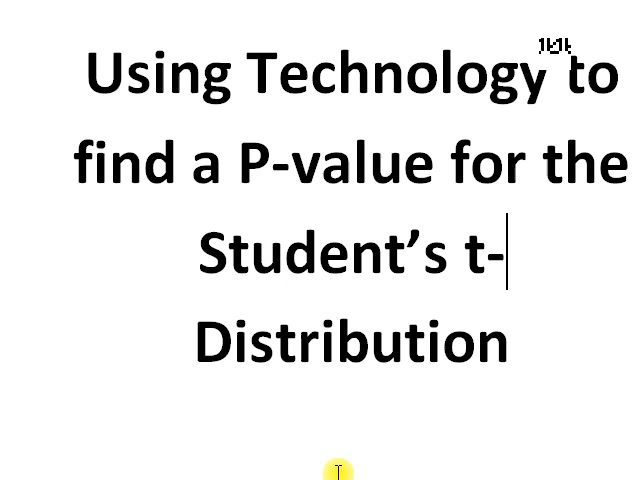 Using Technology to
find a P-value for the
Student’s t-
Distribution